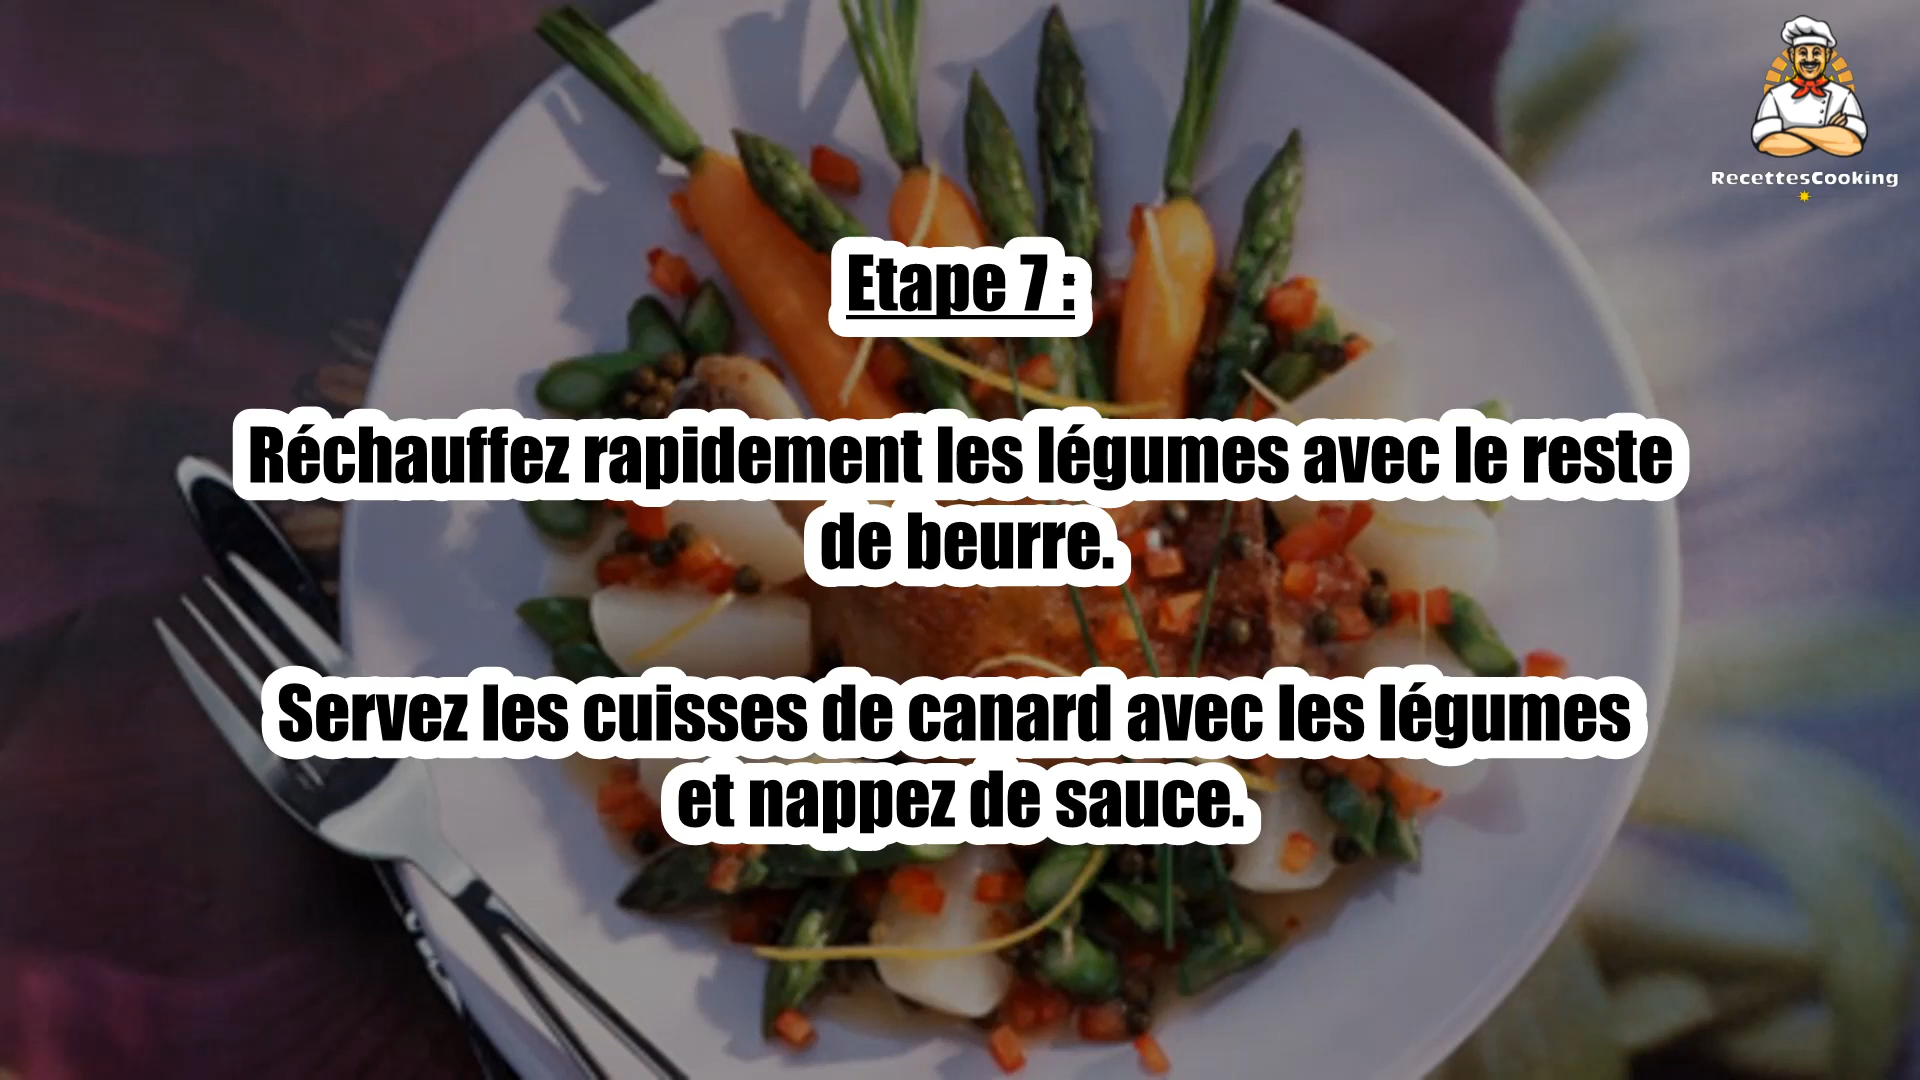 RecettesCooking
Etape 7 :
Réchauffez rapidement les légumes avec le reste
de beurre.
Servez les cuisses de canard avec les légumes
et nappez de sauce.